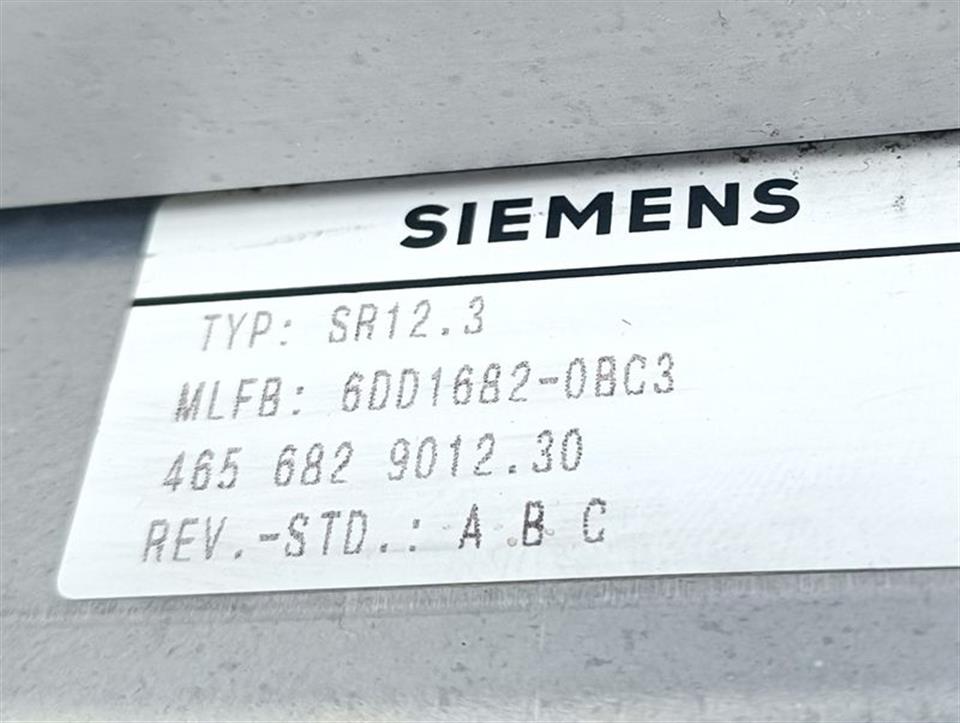 SIEMENS
TYP: SR12.3
MLFB: 6DD1682-0BC3
465 682 9012.30
REV.-STD.: A B C